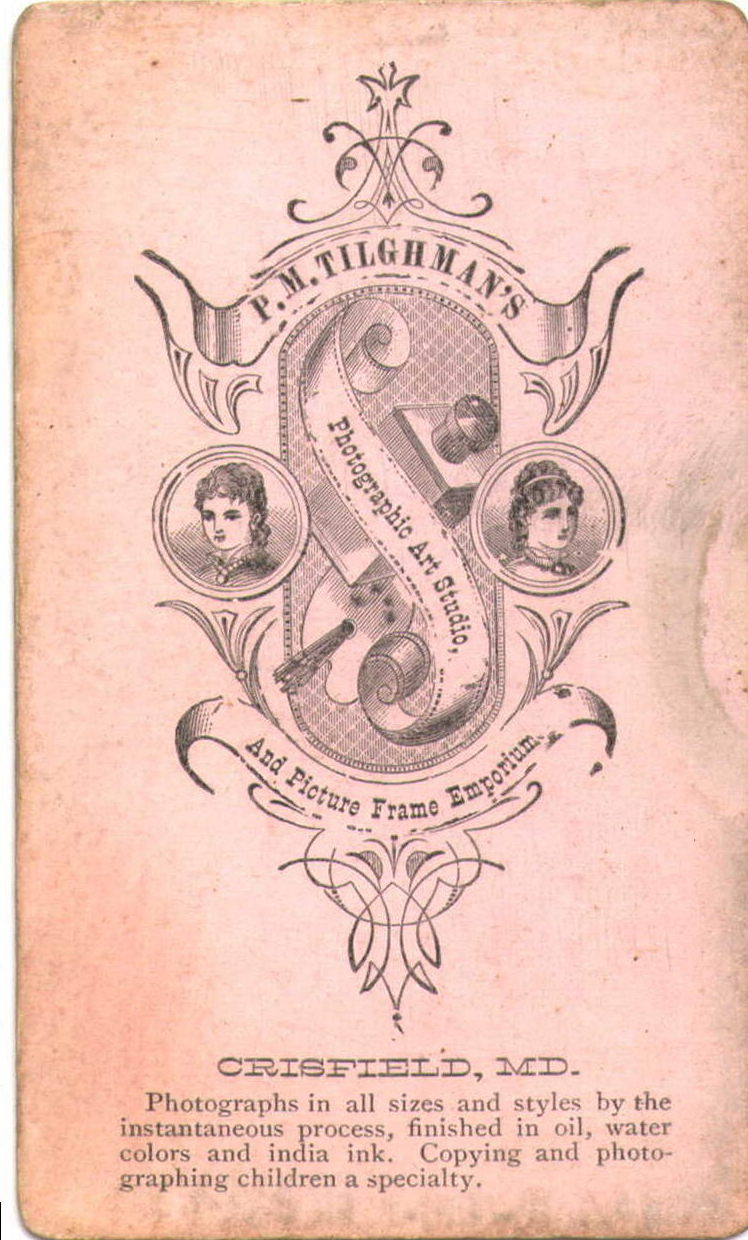 P. M. TILGHMAN'S
Photographic Art Studio,
And Picture Frame Emporium.
CRISFIELD, MD.
Photographs in all sizes and styles by the
instantaneous process, finished in oil, water
colors and india ink. Copying and photo-
graphing children a specialty.